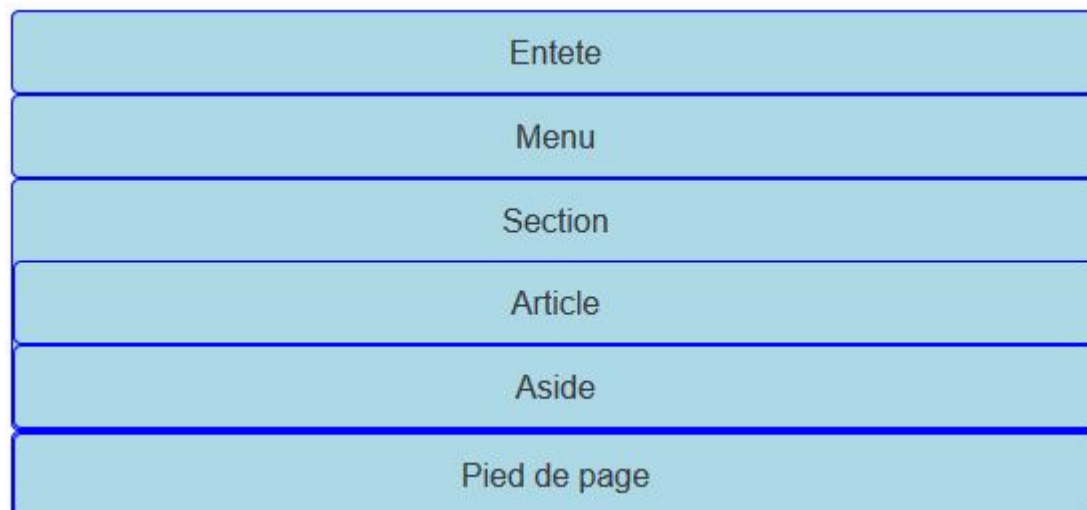 Entete
Menu
Section
Article
Aside
Pied de page